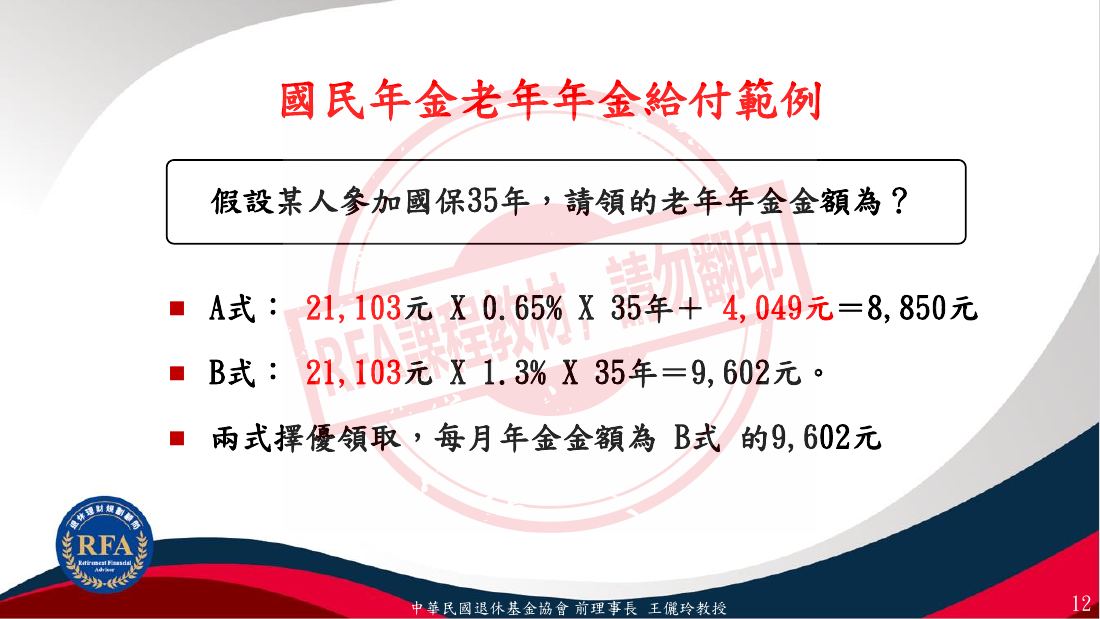 國民年金老年年金給付範例
假設某人參加國保35年，請領的老年年金金額為？
■ A式： 21,103元 X 0.65% X 35年＋ 4,049元＝8,850元
■ B式： 21,103元 X 1.3% X 35年＝9,602元。
■ 兩式擇優領取，每月年金金額為 B式 的9,602元
RFA課程教材，請勿翻印
退休理財規劃顧問
RFA
Retirement Financial
Advisor
中華民國退休基金協會 前理事長 王儷玲教授
12